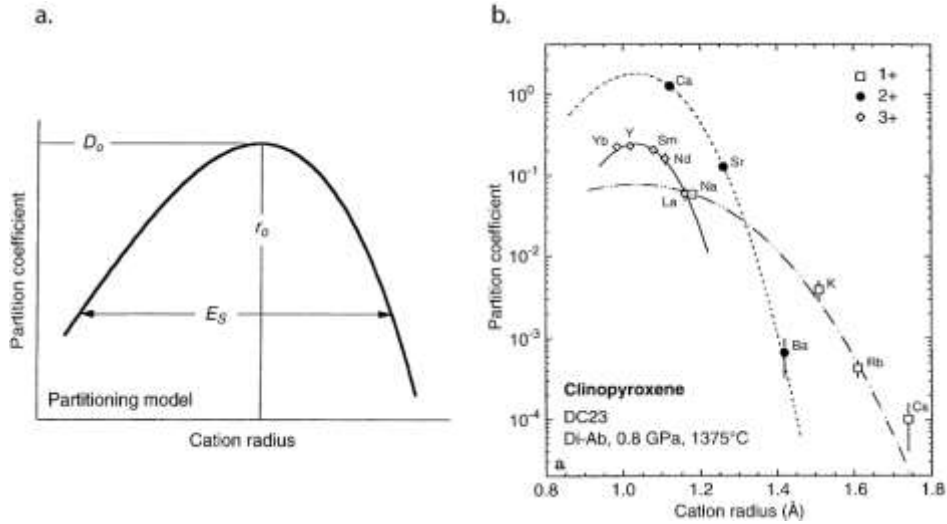 a.
Partition coefficient
D₀
r₀
E_S
Partitioning model
Cation radius
b.
Partition coefficient
10⁰
10⁻¹
10⁻²
10⁻³
10⁻⁴
1+
2+
3+
Ca
Yb
Y
Sm
Nd
Sr
La
Na
K
Ba
Rb
Cs
Clinopyroxene
DC23
Di-Ab, 0.8 GPa, 1375°C
a
0.8 1.0 1.2 1.4 1.6 1.8
Cation radius (Å)